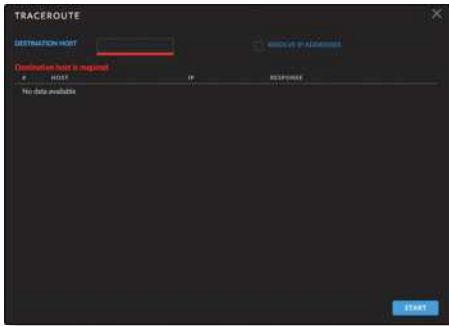 TRACEROUTE
DESTINATION HOST
RESOLVE IP ADDRESSES
Destination host is required
# HOST IP RESPONSE
No data available
START